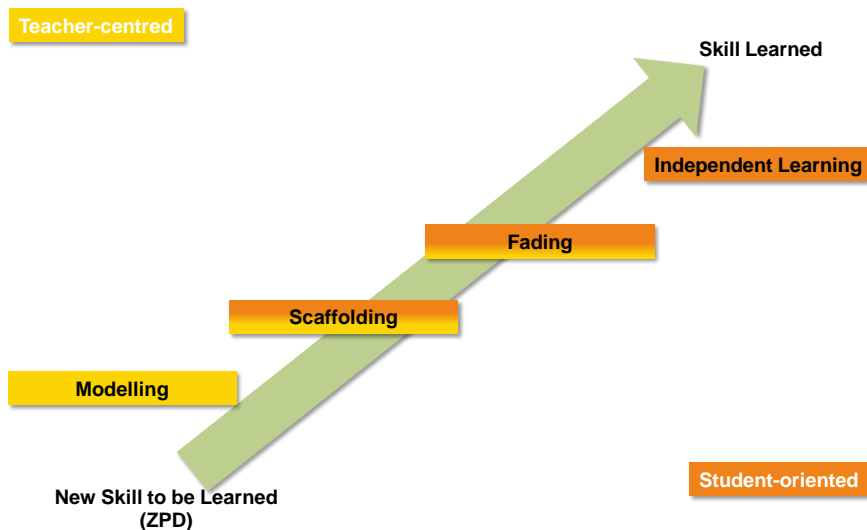 Teacher-centred
Skill Learned
Independent Learning
Fading
Scaffolding
Modelling
Student-oriented
New Skill to be Learned
(ZPD)